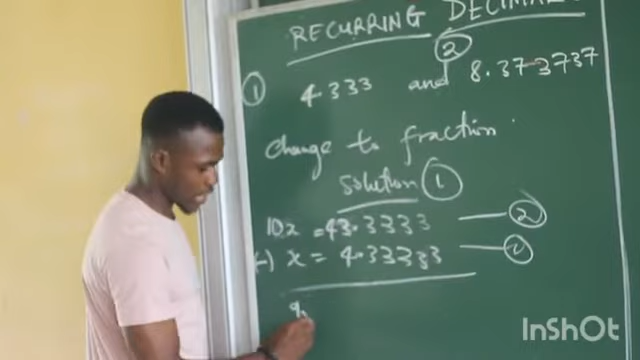 RECURRING DECIMAL
① 4.333 and ② 8.373737
Change to fraction.
Solution ①
10x = 43.3333 — ②
(-) x = 4.33333 —
9
InShot